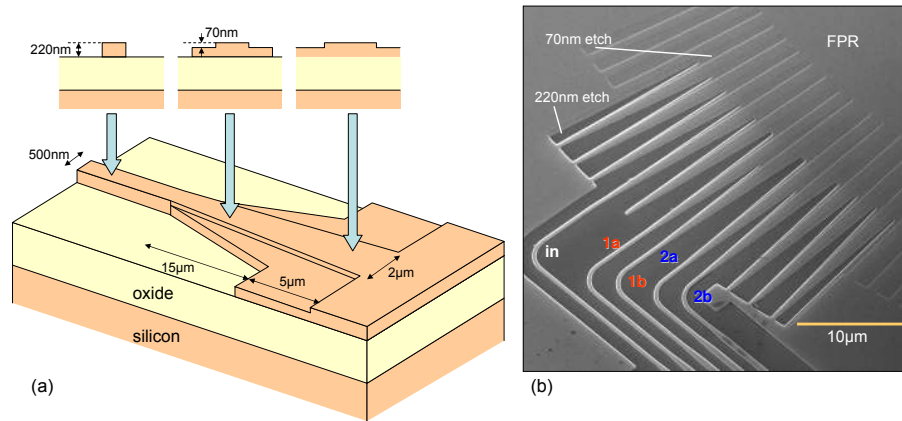 70nm
220nm
500nm
15µm
5µm
2µm
oxide
silicon
(a)
FPR
70nm etch
220nm etch
in
1a
2a
1b
2b
10µm
(b)